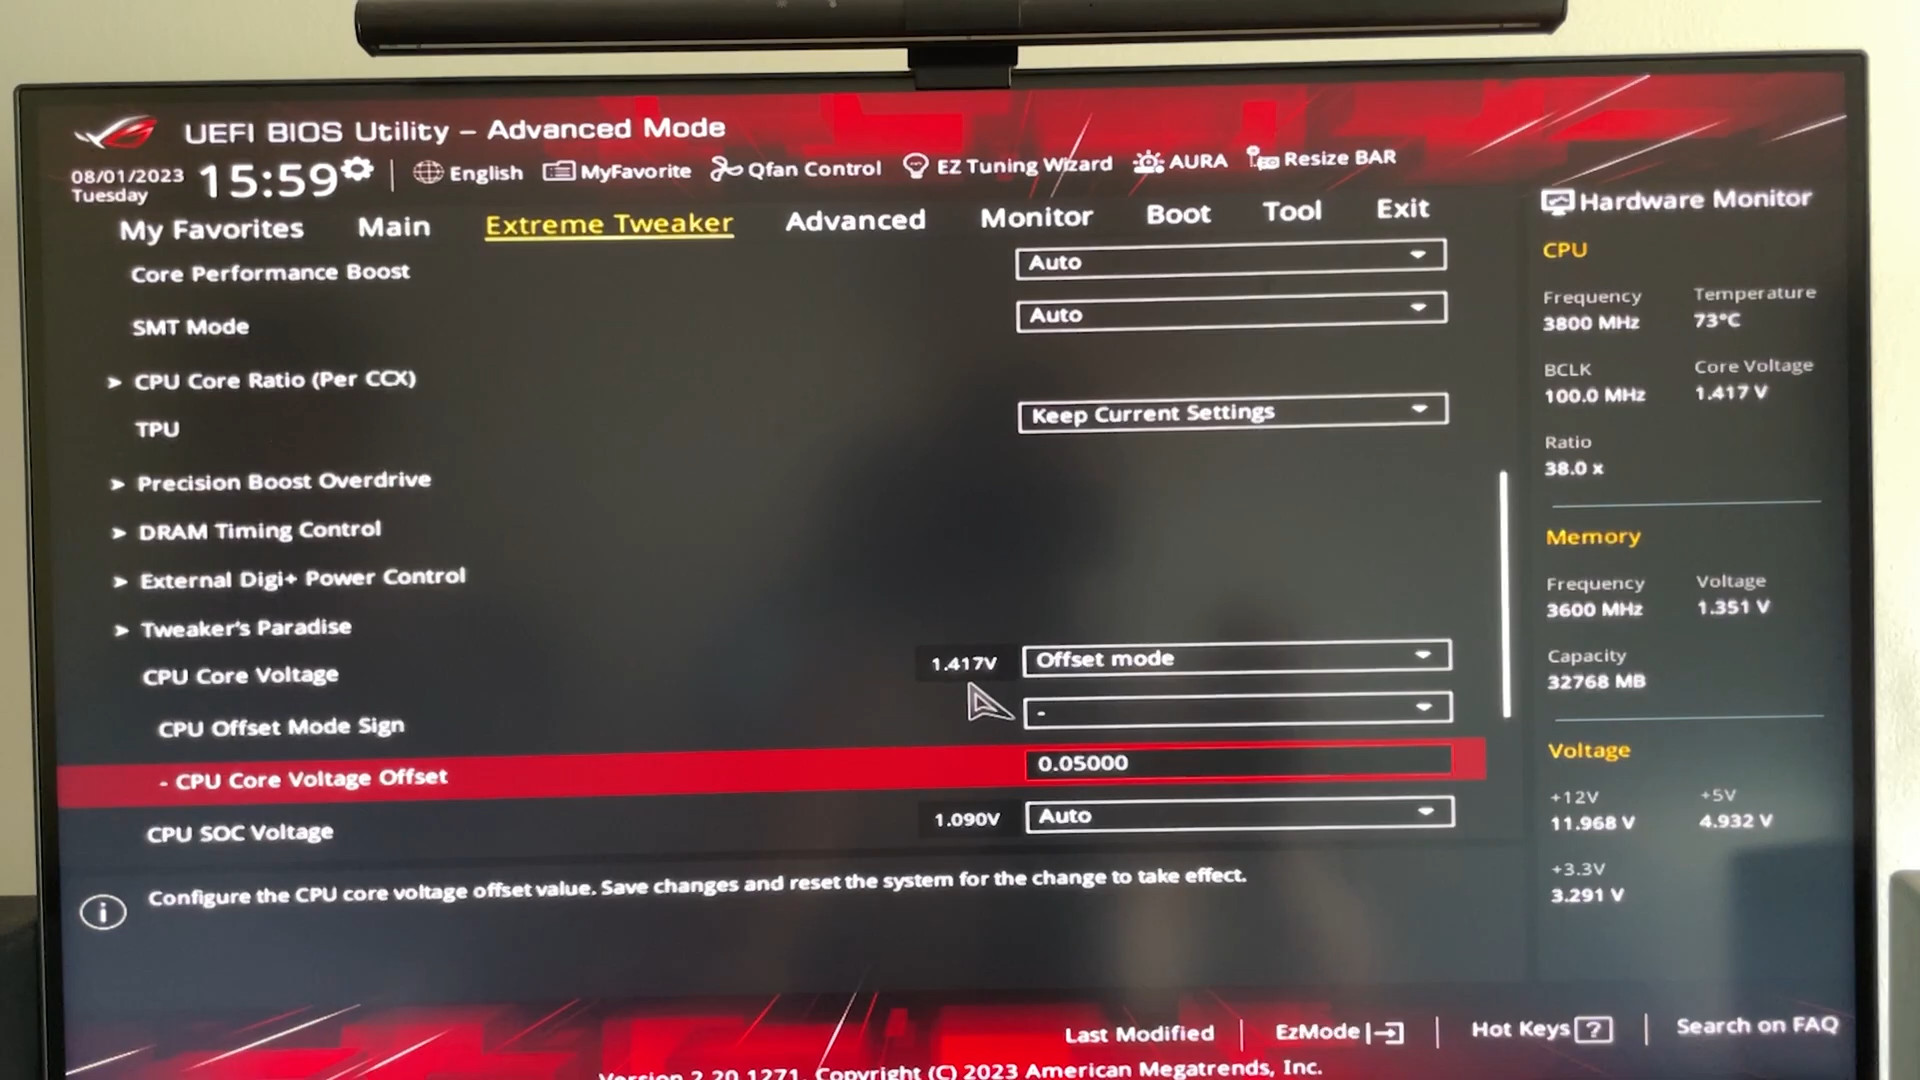 UEFI BIOS Utility – Advanced Mode
08/01/2023
Tuesday
15:59
English
MyFavorite
Qfan Control
EZ Tuning Wizard
AURA
Resize BAR
My Favorites
Main
Extreme Tweaker
Advanced
Monitor
Boot
Tool
Exit
Core Performance Boost
Auto
SMT Mode
Auto
CPU Core Ratio (Per CCX)
TPU
Keep Current Settings
Precision Boost Overdrive
DRAM Timing Control
External Digi+ Power Control
Tweaker's Paradise
CPU Core Voltage
1.417V
Offset mode
CPU Offset Mode Sign
-
- CPU Core Voltage Offset
0.05000
CPU SOC Voltage
1.090V
Auto
Configure the CPU core voltage offset value. Save changes and reset the system for the change to take effect.
Hardware Monitor
CPU
Frequency
Temperature
3800 MHz
73°C
BCLK
Core Voltage
100.0 MHz
1.417 V
Ratio
38.0 x
Memory
Frequency
Voltage
3600 MHz
1.351 V
Capacity
32768 MB
Voltage
+12V
+5V
11.968 V
4.932 V
+3.3V
3.291 V
Last Modified
EzMode
Hot Keys ?
Search on FAQ
Version 2.20.1271. Copyright (C) 2023 American Megatrends, Inc.